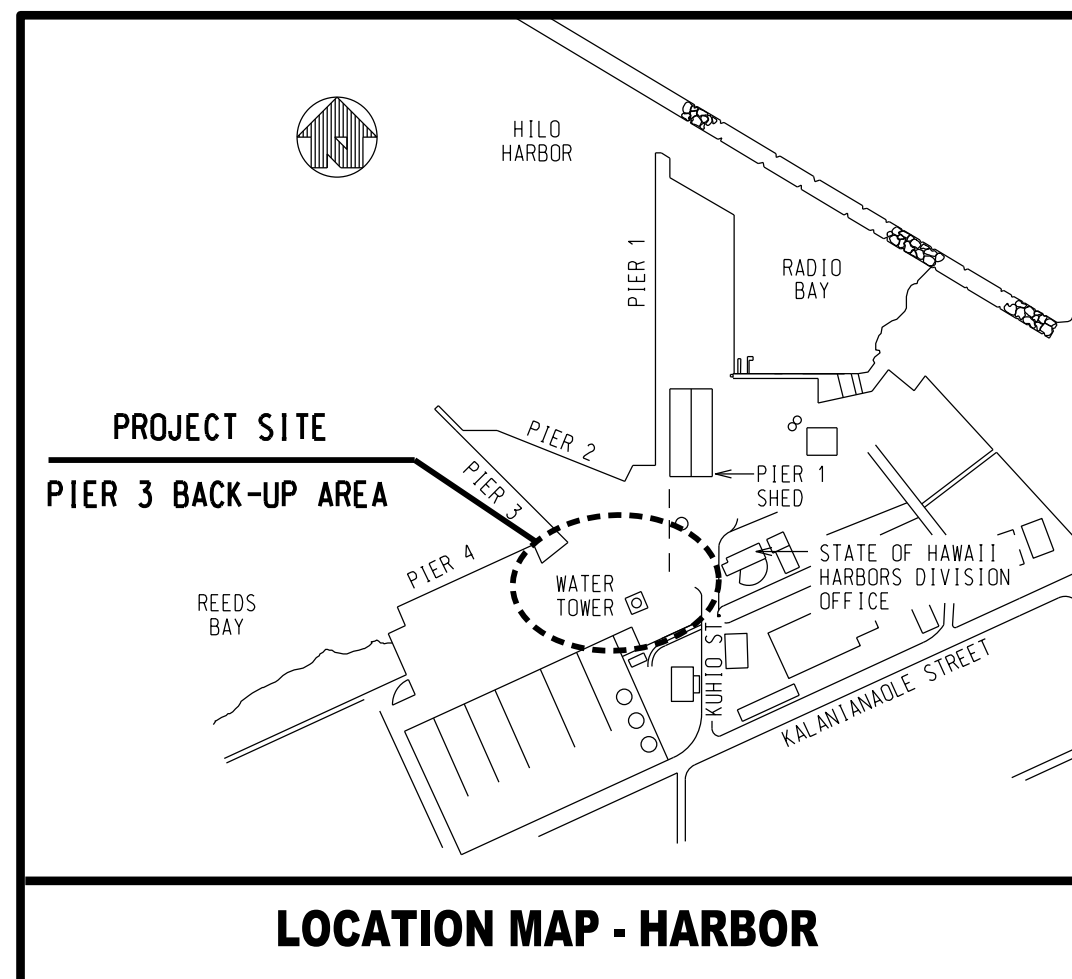 N
HILO
HARBOR
PIER 1
RADIO
BAY
PROJECT SITE
PIER 3 BACK-UP AREA
PIER 2
PIER 3
PIER 1
SHED
PIER 4
WATER
TOWER
STATE OF HAWAII
HARBORS DIVISION
OFFICE
REEDS
BAY
KUHIO ST
KALANIANAOLE STREET
LOCATION MAP - HARBOR